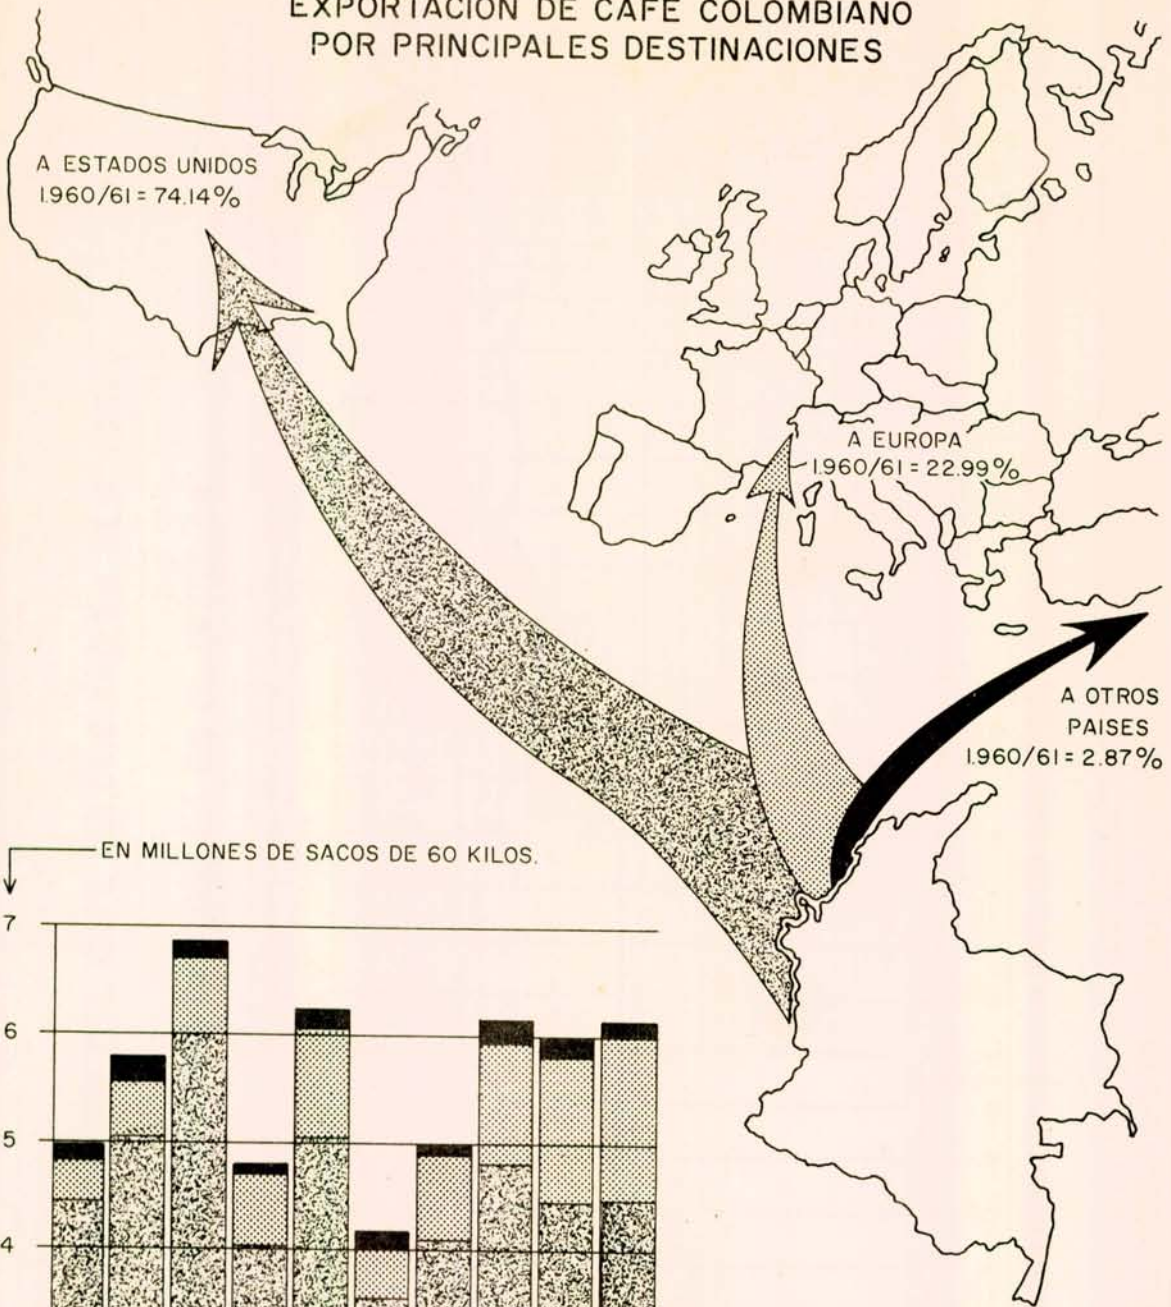 EXPORTACION DE CAFE COLOMBIANO
POR PRINCIPALES DESTINACIONES
A ESTADOS UNIDOS
1.960/61 = 74.14%
A EUROPA
1.960/61 = 22.99%
A OTROS
PAISES
1.960/61 = 2.87%
EN MILLONES DE SACOS DE 60 KILOS.
7
6
5
4